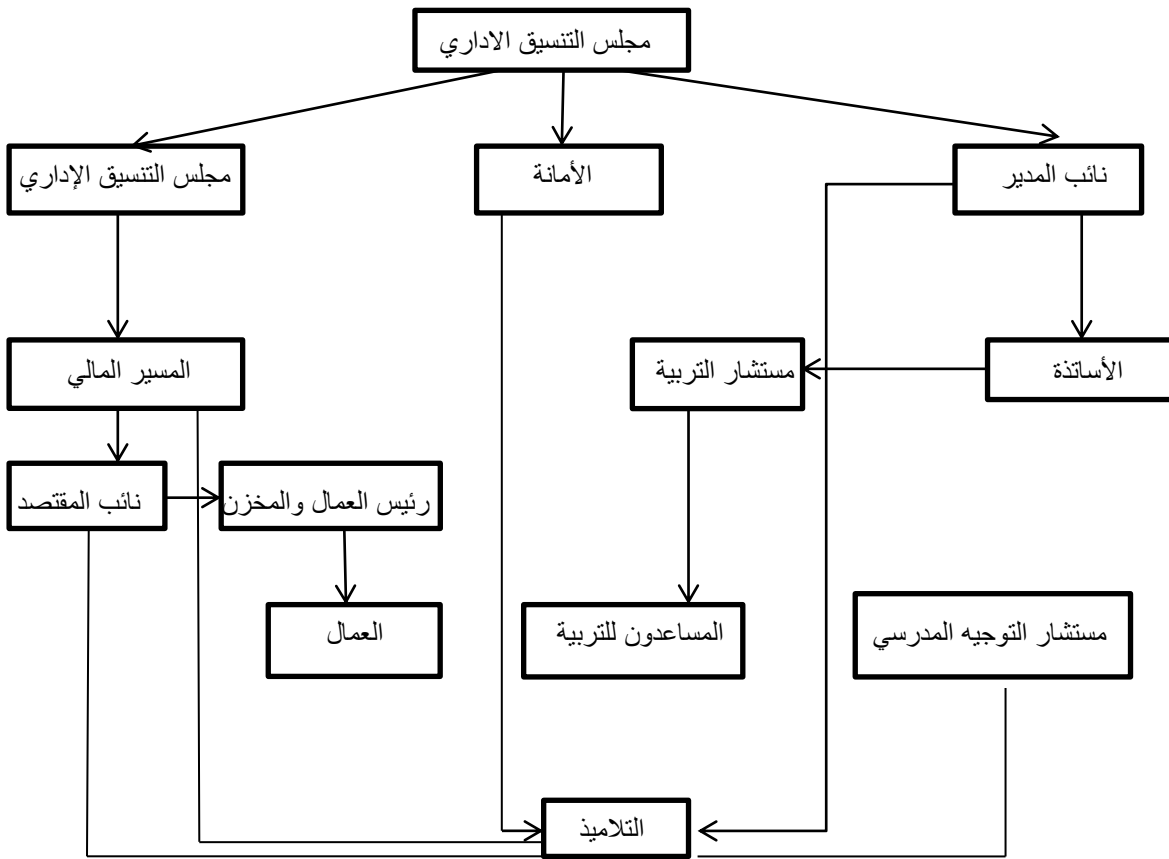 مجلس التنسيق الاداري
نائب المدير
الأمانة
مجلس التنسيق الإداري
الأساتذة
مستشار التربية
المسير المالي
رئيس العمال والمخزن
نائب المقتصد
مستشار التوجيه المدرسي
المساعدون للتربية
العمال
التلاميذ